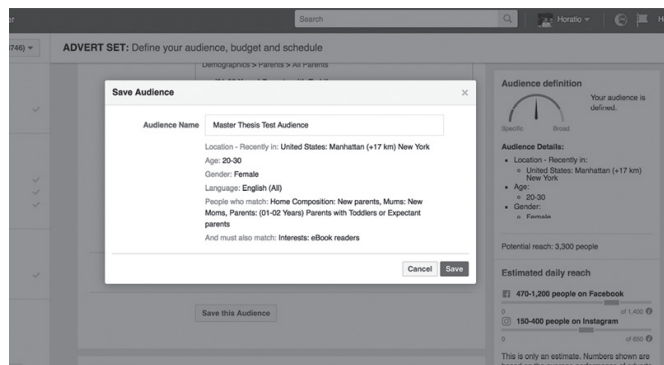 Search
Horatio
746)
ADVERT SET: Define your audience, budget and schedule
Demographics > Parents > All Parents
Save Audience
×
Audience Name
Master Thesis Test Audience
Location - Recently in: United States: Manhattan (+17 km) New York
Age: 20-30
Gender: Female
Language: English (All)
People who match: Home Composition: New parents, Mums: New
Moms, Parents: (01-02 Years) Parents with Toddlers or Expectant
parents
And must also match: Interests: eBook readers
Cancel
Save
Save this Audience
Audience definition
Your audience is
defined.
Specific
Broad
Audience Details:
• Location - Recently in:
United States: Manhattan (+17 km)
New York
• Age:
20-30
• Gender:
Female
Potential reach: 3,300 people
Estimated daily reach
470-1,200 people on Facebook
0
of 1,400
150-400 people on Instagram
0
of 650
This is only an estimate. Numbers shown are